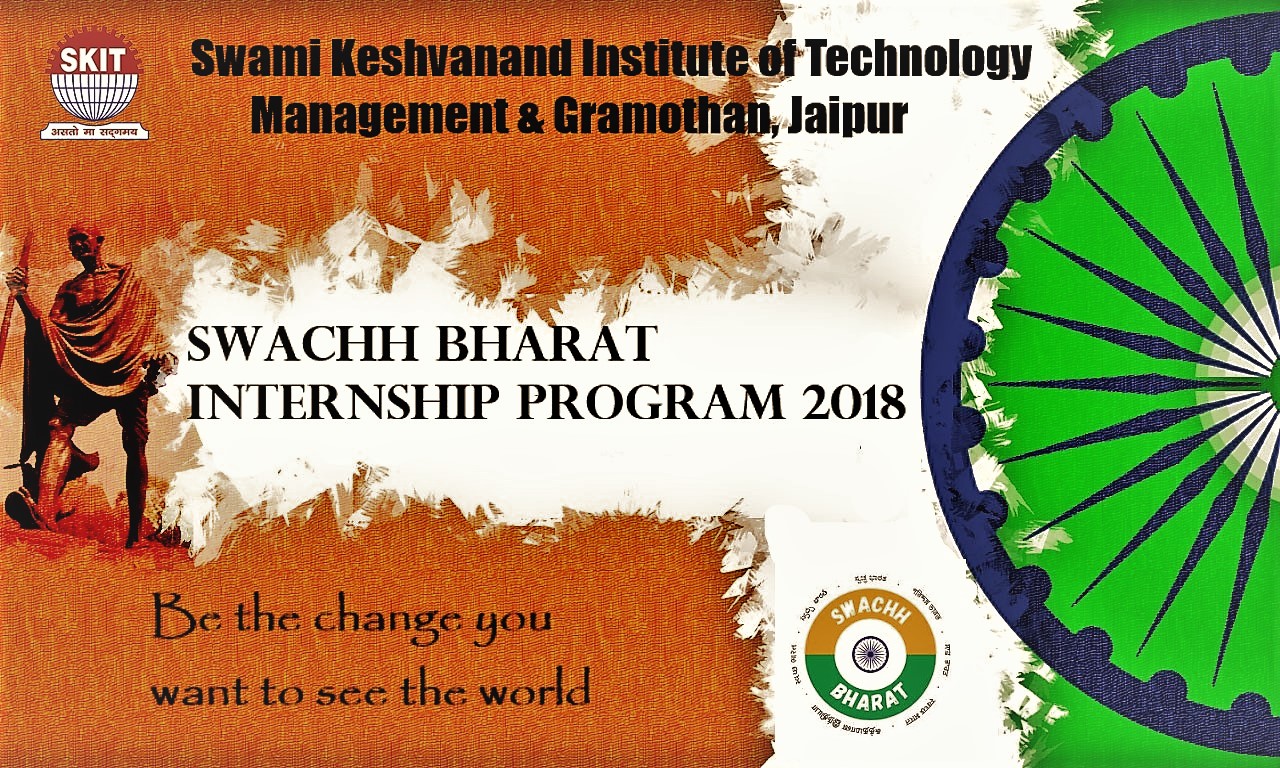 SKIT
असतो मा सद्गमय
Swami Keshvanand Institute of Technology
Management & Gramothan, Jaipur
SWACHH BHARAT
INTERNSHIP PROGRAM 2018
Be the change you
want to see the world
SWACHH
BHARAT